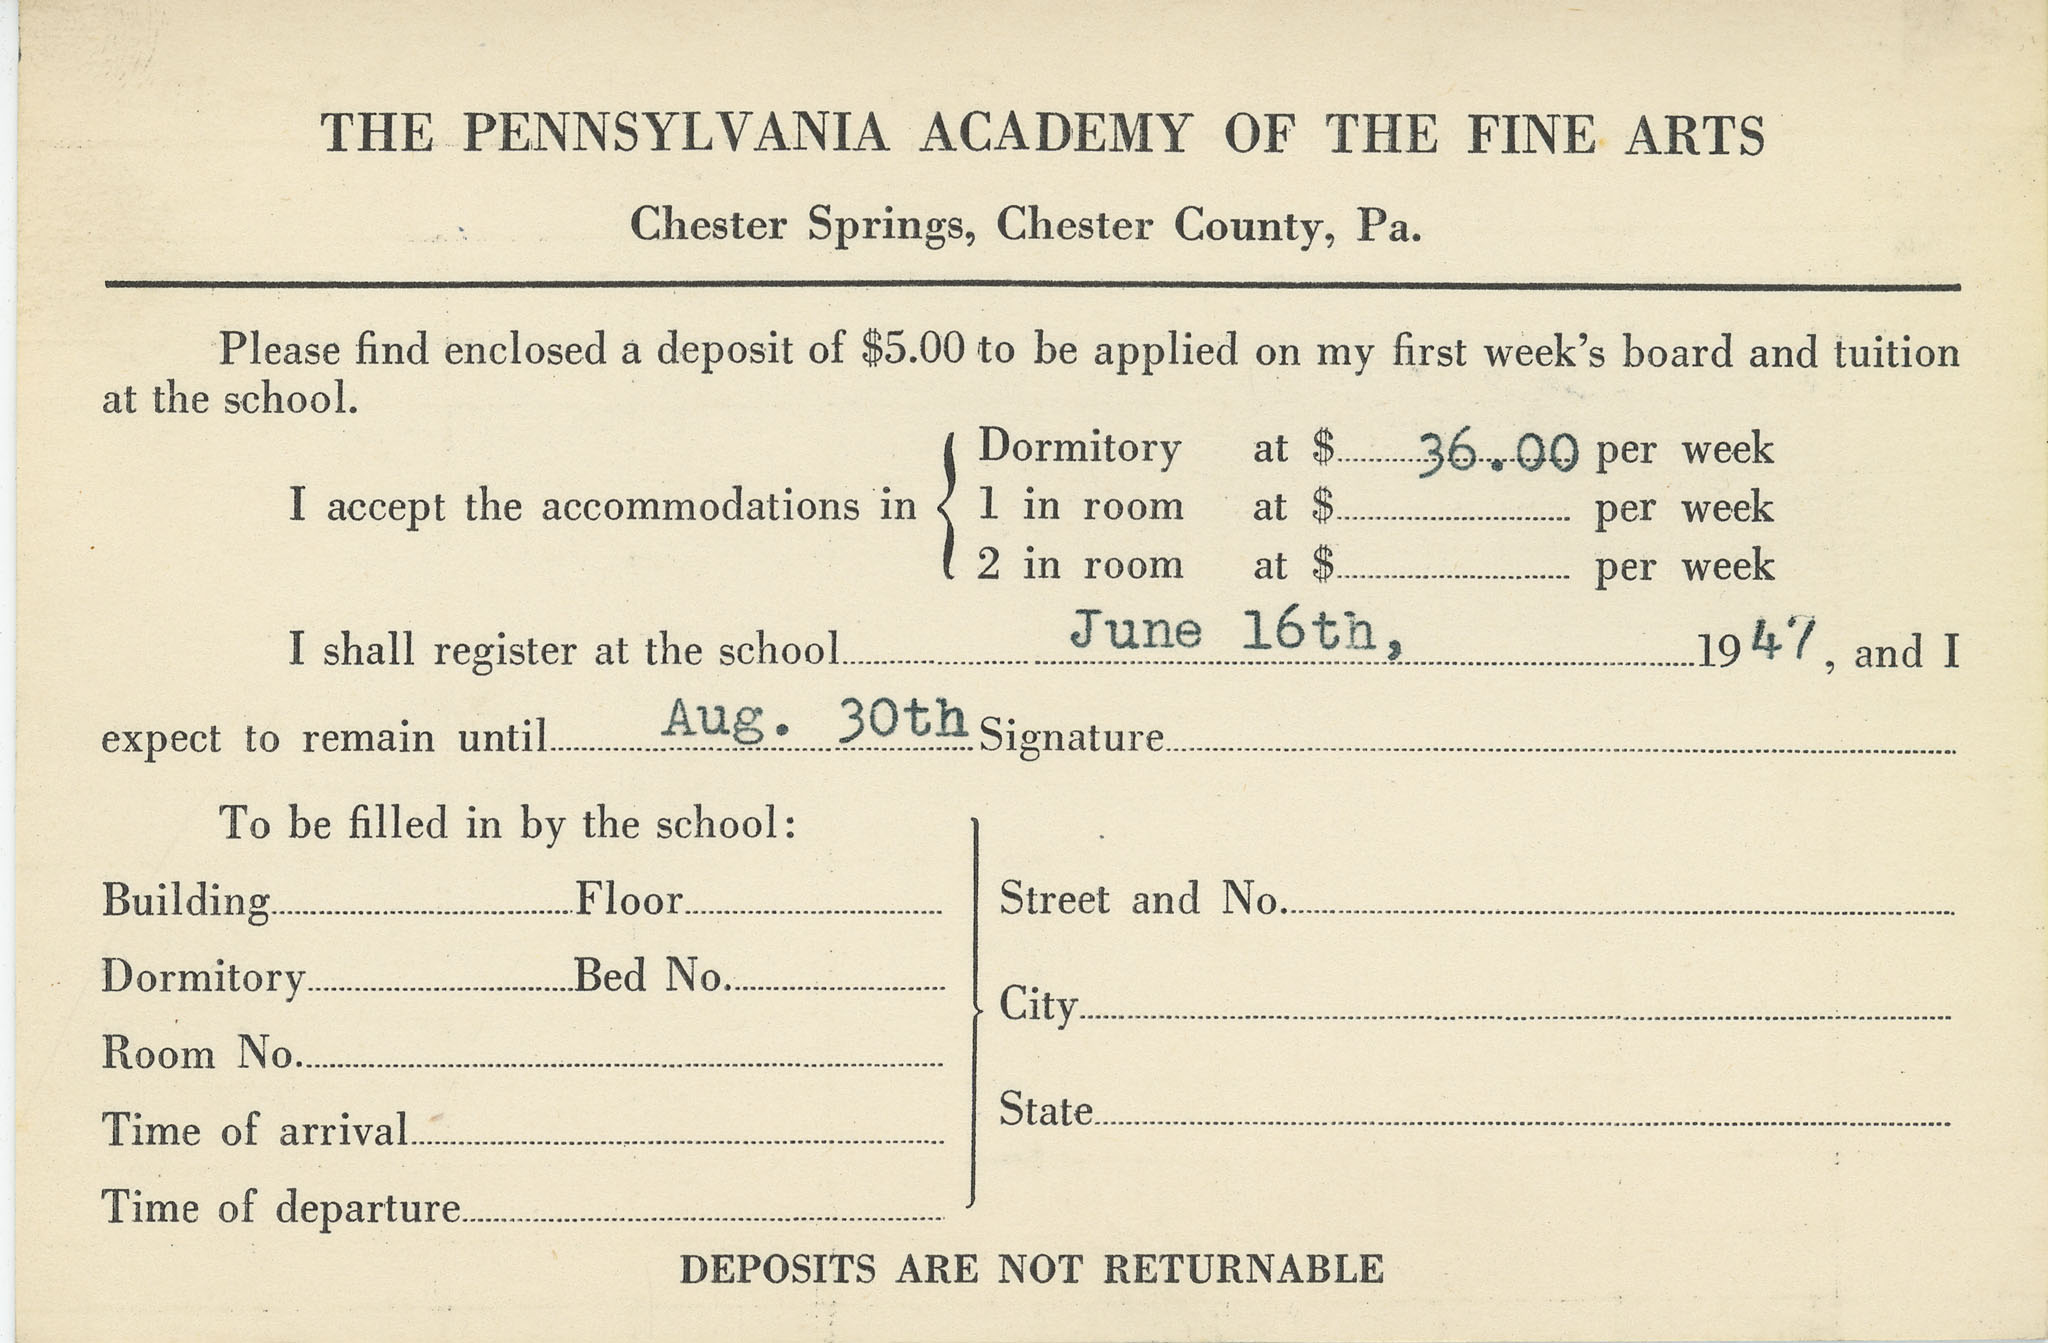 THE PENNSYLVANIA ACADEMY OF THE FINE ARTS
Chester Springs, Chester County, Pa.
Please find enclosed a deposit of $5.00 to be applied on my first week's board and tuition
at the school.
Dormitory at $ 36.00 per week
I accept the accommodations in { 1 in room at $ per week
2 in room at $ per week
I shall register at the school June 16th, 1947, and I
expect to remain until Aug. 30th Signature
To be filled in by the school:
Building Floor
Dormitory Bed No.
Room No.
Time of arrival
Time of departure
Street and No.
City
State
DEPOSITS ARE NOT RETURNABLE